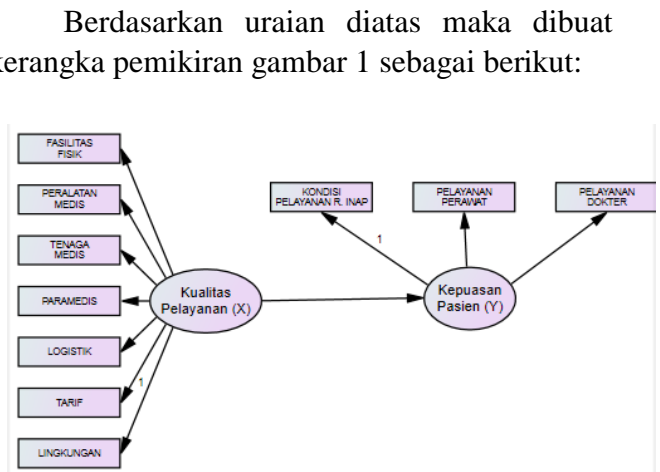 Berdasarkan uraian diatas maka dibuat
kerangka pemikiran gambar 1 sebagai berikut:
FASILITAS
FISIK
PERALATAN
MEDIS
TENAGA
MEDIS
PARAMEDIS
LOGISTIK
TARIF
LINGKUNGAN
1
Kualitas
Pelayanan (X)
KONDISI
PELAYANAN R. INAP
PELAYANAN
PERAWAT
PELAYANAN
DOKTER
1
Kepuasan
Pasien (Y)